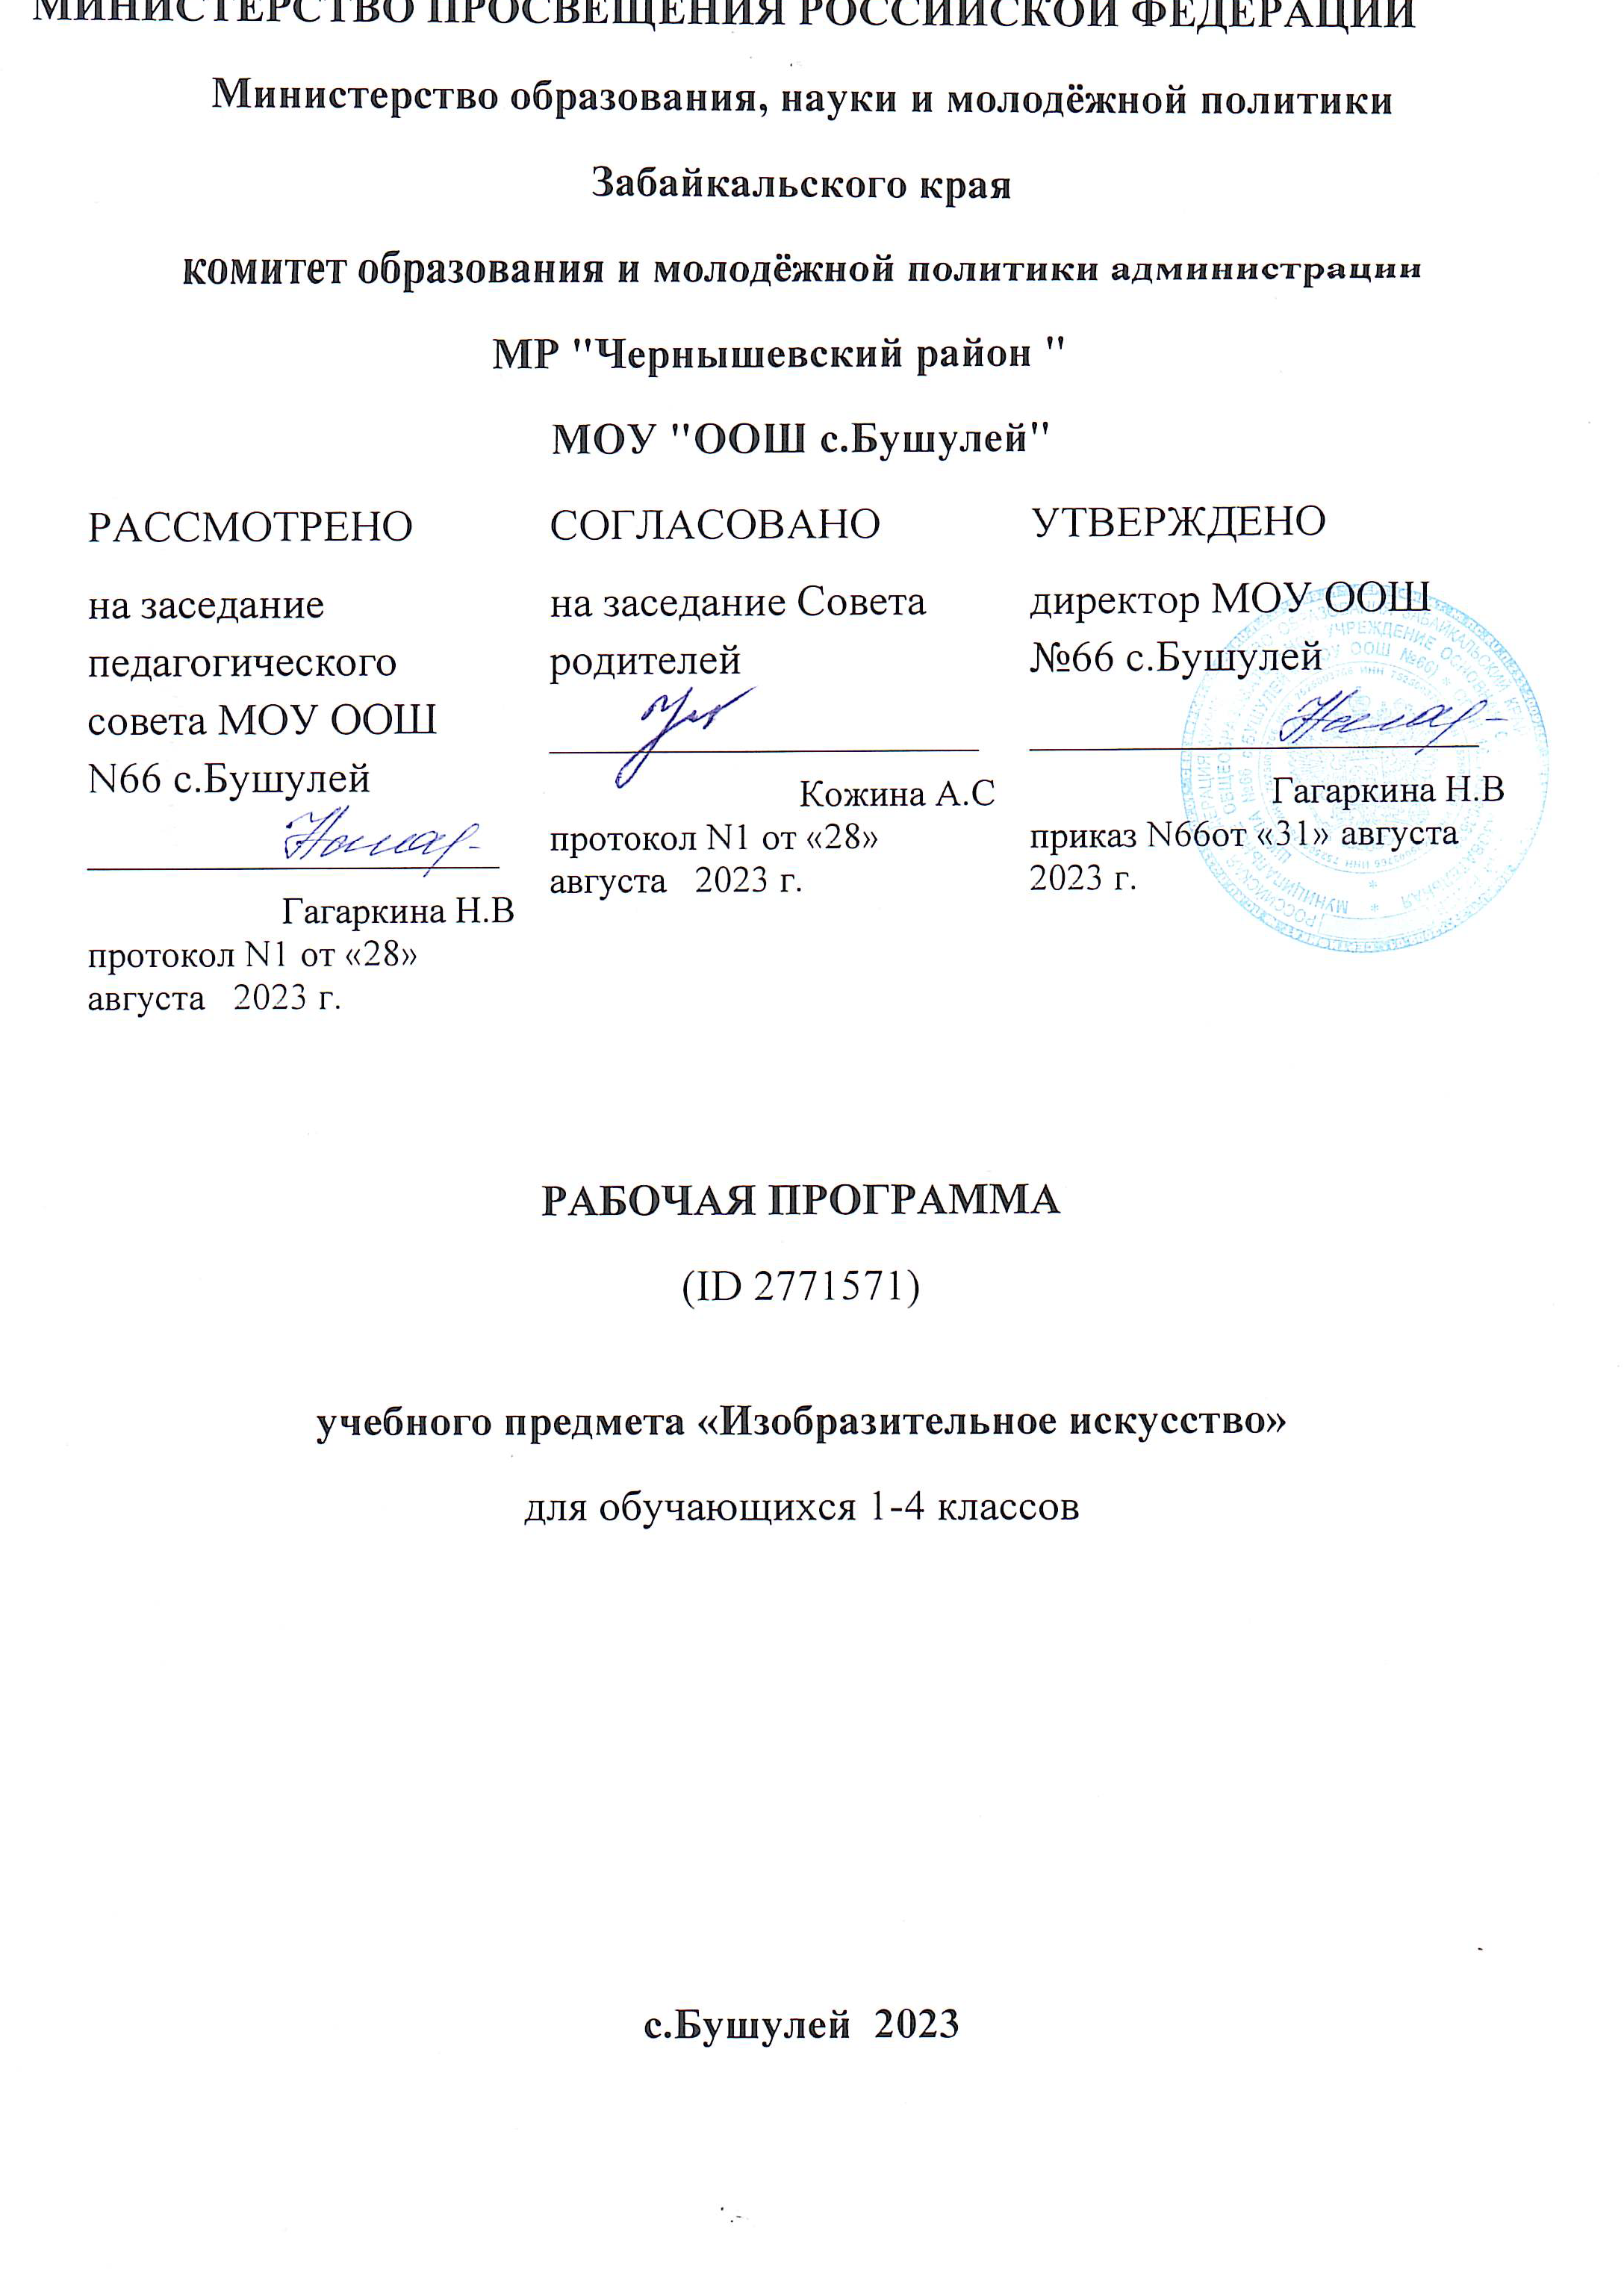 МИНИСТЕРСТВО ПРОСВЕЩЕНИЯ РОССИЙСКОЙ ФЕДЕРАЦИИ
Министерство образования, науки и молодёжной политики
Забайкальского края
комитет образования и молодёжной политики администрации
МР "Чернышевский район "
МОУ "ООШ с.Бушулей"
РАССМОТРЕНО
на заседание
педагогического
совета МОУ ООШ
N66 с.Бушулей
Гагаркина Н.В
протокол N1 от «28»
августа 2023 г.
СОГЛАСОВАНО
на заседание Совета
родителей
Кожина А.С
протокол N1 от «28»
августа 2023 г.
УТВЕРЖДЕНО
директор МОУ ООШ
№66 с.Бушулей
Гагаркина Н.В
приказ N66от «31» августа
2023 г.
РАБОЧАЯ ПРОГРАММА
(ID 2771571)
учебного предмета «Изобразительное искусство»
для обучающихся 1-4 классов
с.Бушулей 2023